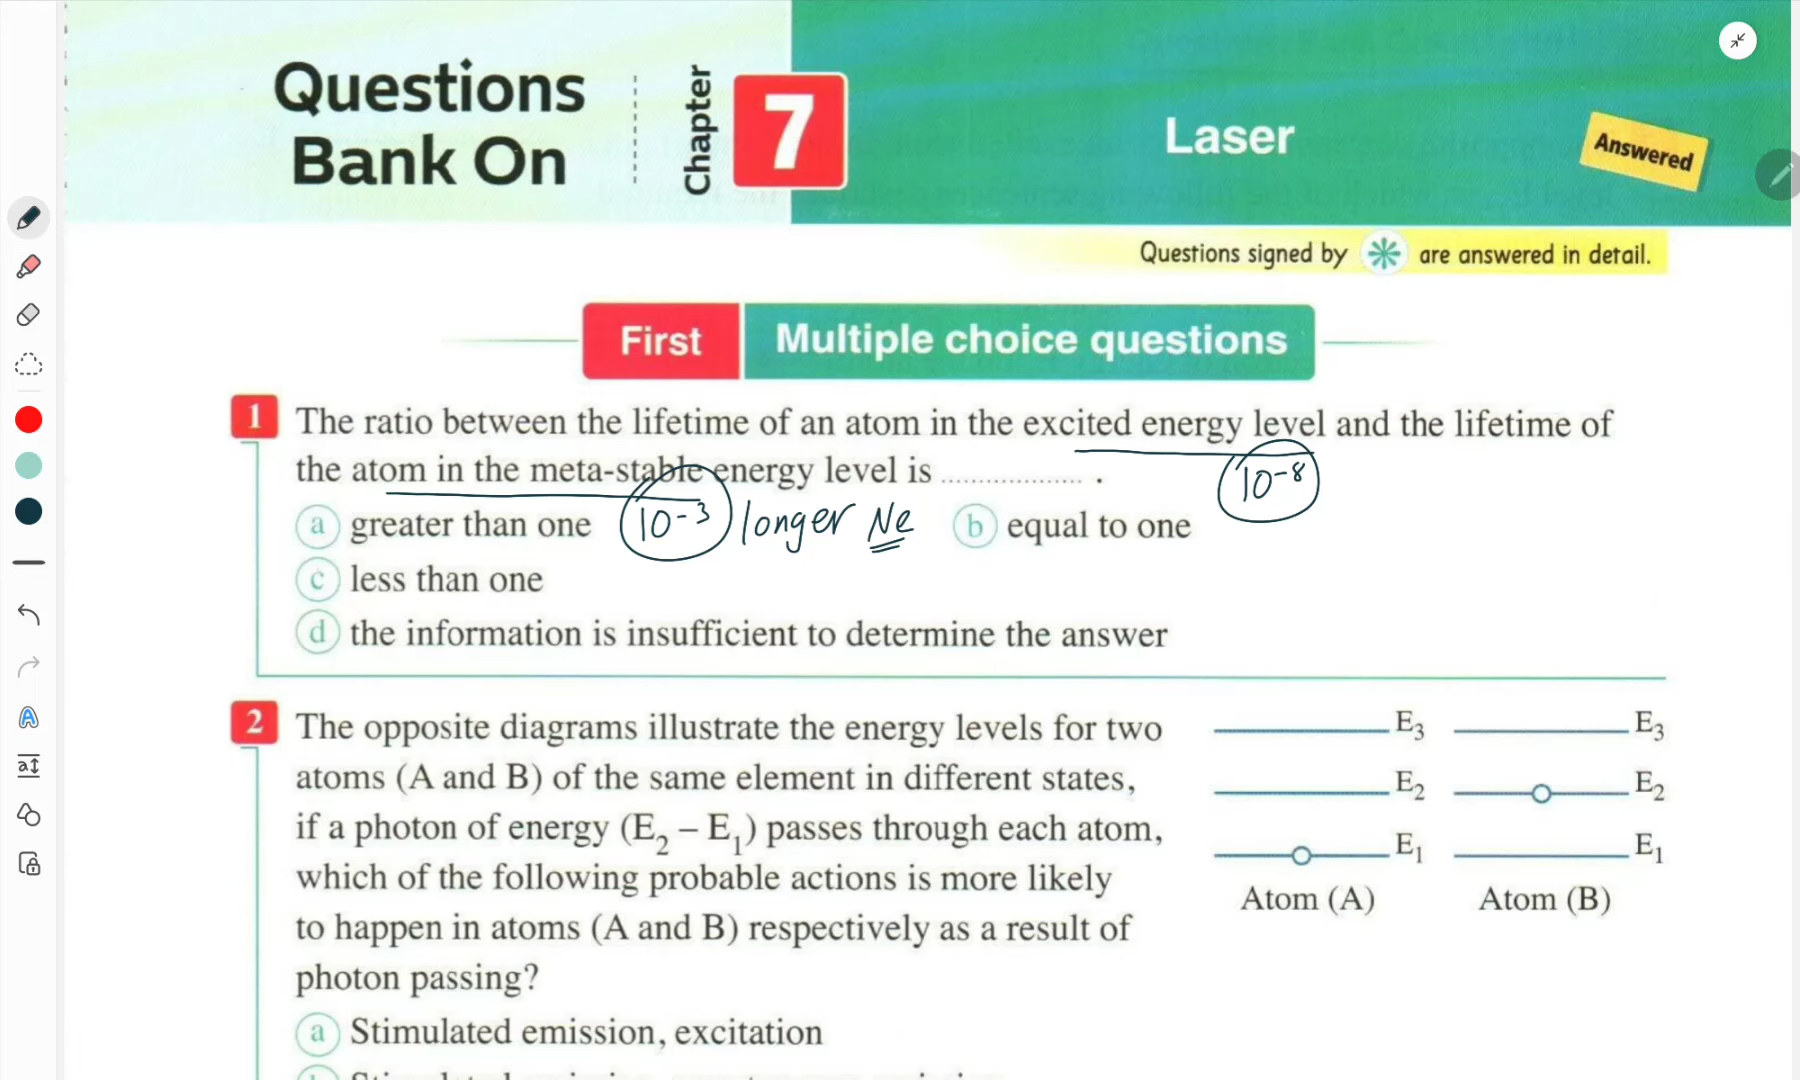 Questions
Bank On
Chapter
7
Laser
Answered
Questions signed by are answered in detail.
First Multiple choice questions
1 The ratio between the lifetime of an atom in the excited energy level and the lifetime of
the atom in the meta-stable energy level is .................... .
10-8
a greater than one 10-3 longer Ne b equal to one
c less than one
d the information is insufficient to determine the answer
2 The opposite diagrams illustrate the energy levels for two
atoms (A and B) of the same element in different states,
if a photon of energy (E2 – E1) passes through each atom,
which of the following probable actions is more likely
to happen in atoms (A and B) respectively as a result of
photon passing?
E3 E3
E2 E2
E1 E1
Atom (A) Atom (B)
a Stimulated emission, excitation